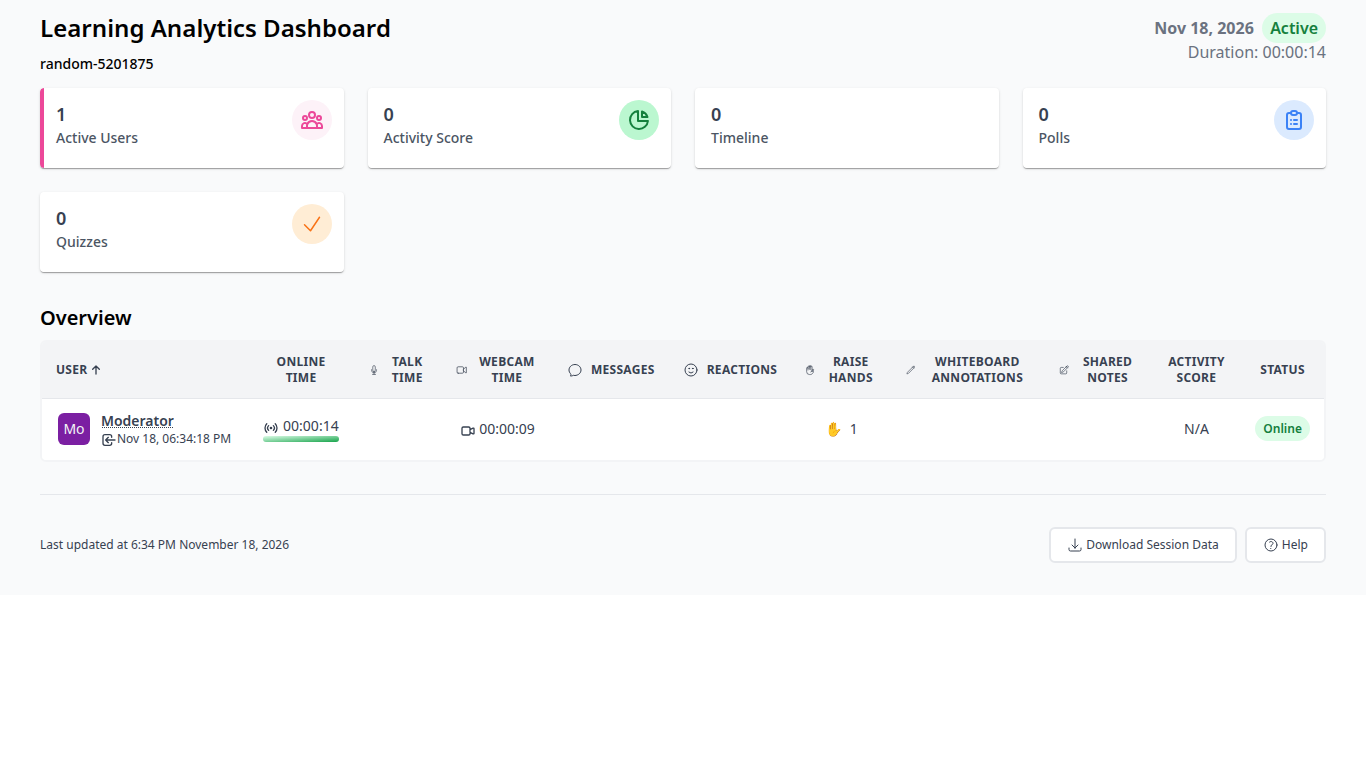 Learning Analytics Dashboard
Nov 18, 2026 Active
Duration: 00:00:14
random-5201875
1
Active Users
0
Activity Score
0
Timeline
0
Polls
0
Quizzes
Overview
USER
ONLINE TIME
TALK TIME
WEBCAM TIME
MESSAGES
REACTIONS
RAISE HANDS
WHITEBOARD ANNOTATIONS
SHARED NOTES
ACTIVITY SCORE
STATUS
Mo
Moderator
Nov 18, 06:34:18 PM
00:00:14
00:00:09
1
N/A
Online
Last updated at 6:34 PM November 18, 2026
Download Session Data
Help